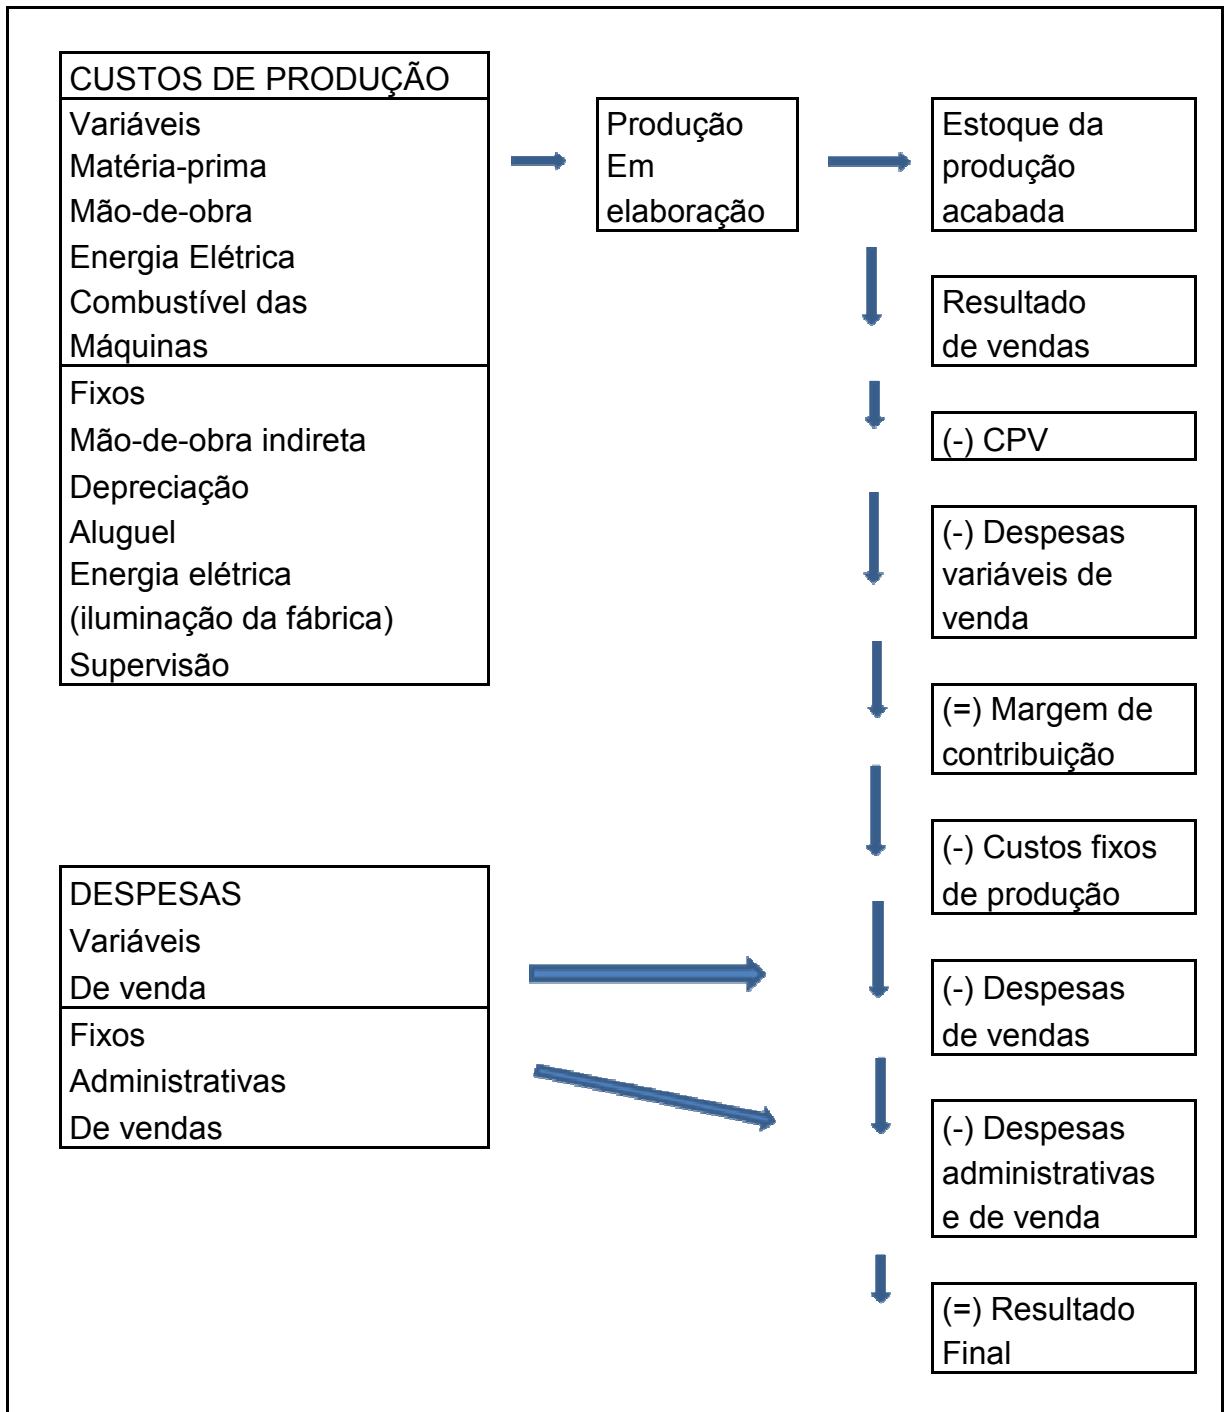 CUSTOS DE PRODUÇÃO
Variáveis
Matéria-prima
Mão-de-obra
Energia Elétrica
Combustível das
Máquinas
Fixos
Mão-de-obra indireta
Depreciação
Aluguel
Energia elétrica
(iluminação da fábrica)
Supervisão
Produção
Em
elaboração
Estoque da
produção
acabada
Resultado
de vendas
(-) CPV
(-) Despesas
variáveis de
venda
(=) Margem de
contribuição
(-) Custos fixos
de produção
DESPESAS
Variáveis
De venda
Fixos
Administrativas
De vendas
(-) Despesas
de vendas
(-) Despesas
administrativas
e de venda
(=) Resultado
Final